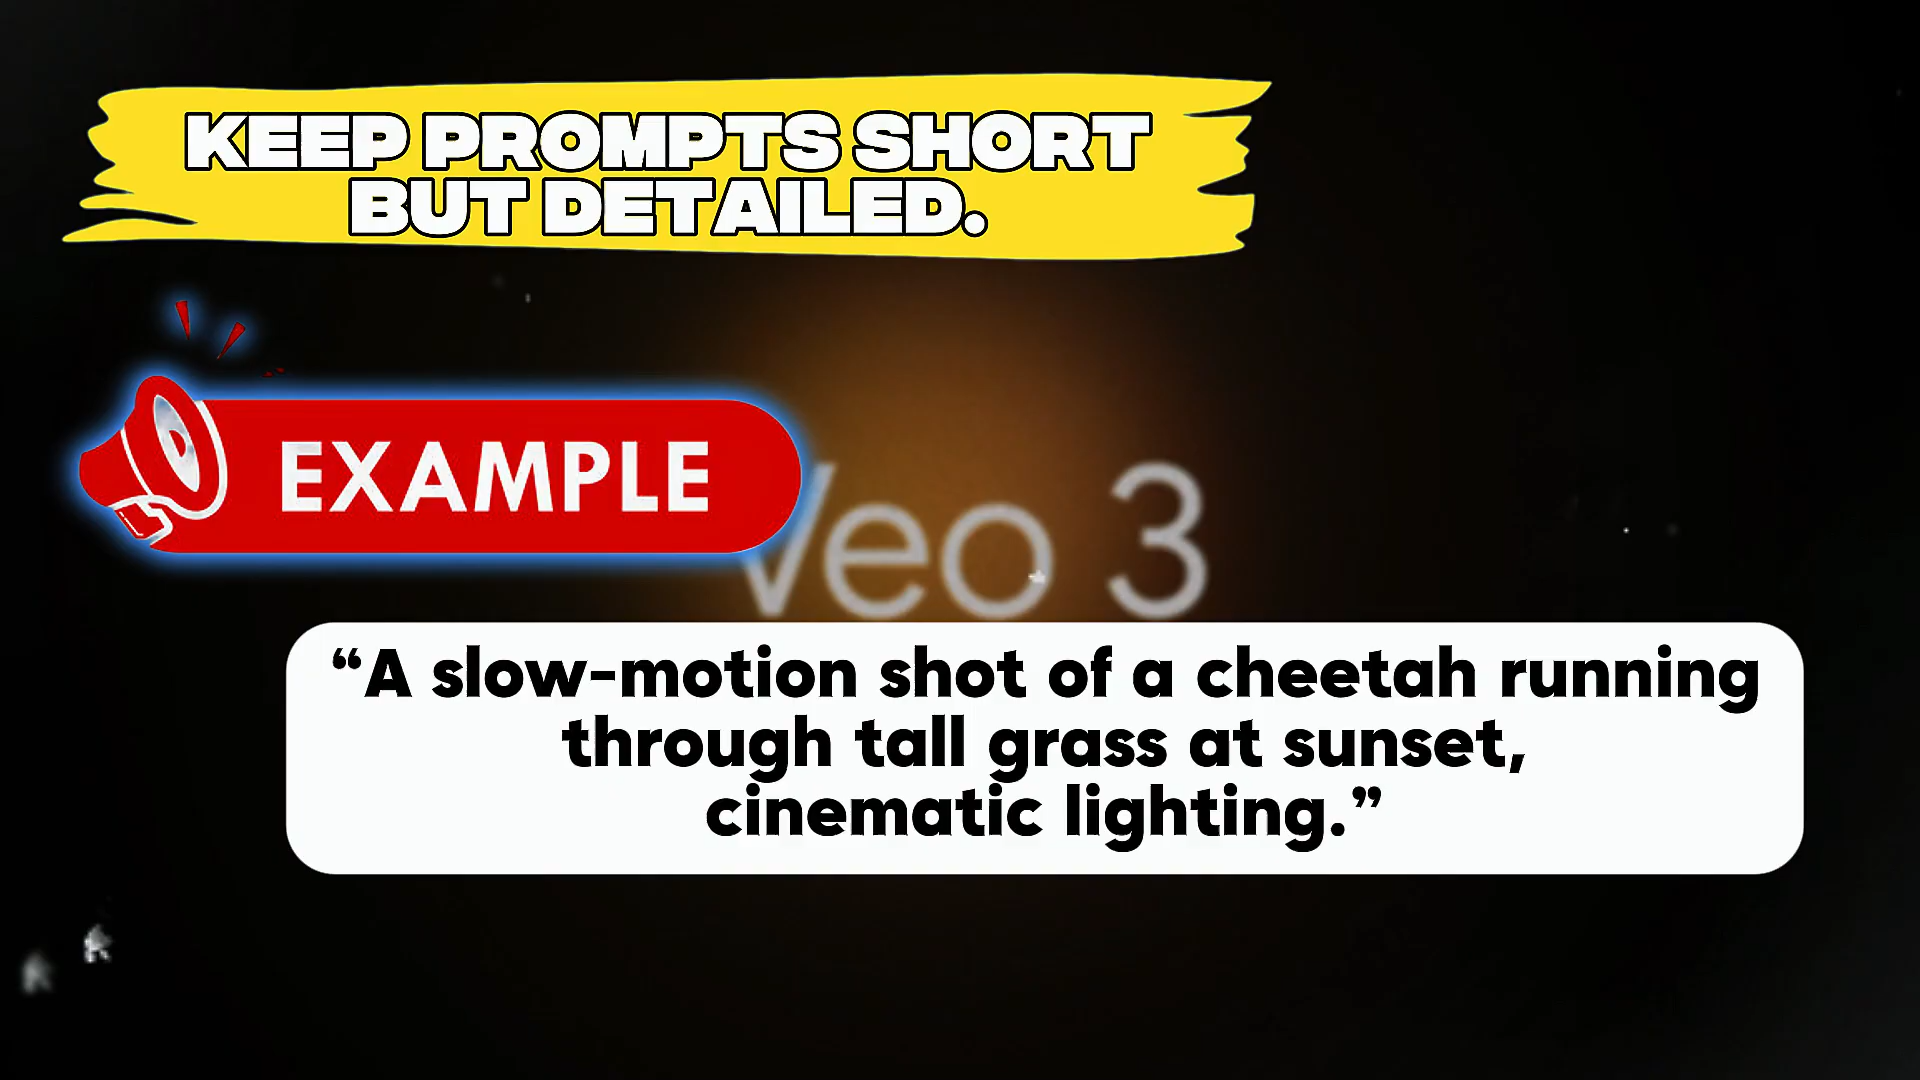 KEEP PROMPTS SHORT
BUT DETAILED.
EXAMPLE
Veo 3
“A slow-motion shot of a cheetah running
through tall grass at sunset,
cinematic lighting.”